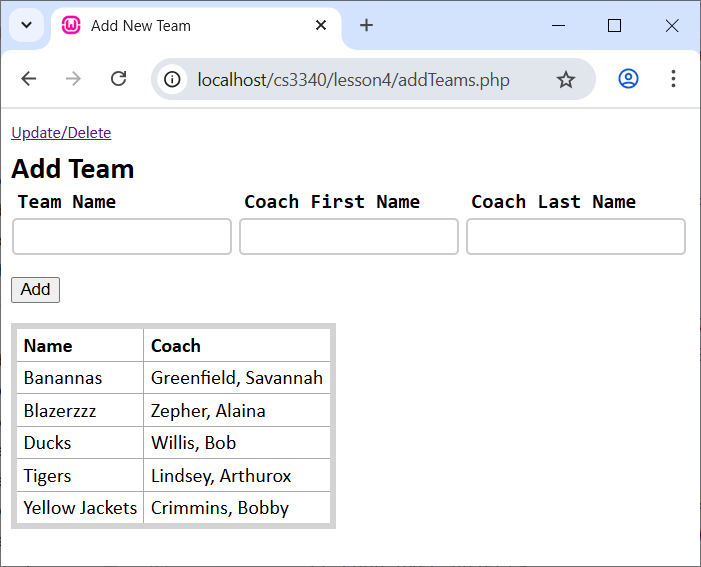 Add New Team
localhost/cs3340/lesson4/addTeams.php
Update/Delete
Add Team
Team Name Coach First Name Coach Last Name
Add
Name Coach
Banannas Greenfield, Savannah
Blazerzzz Zepher, Alaina
Ducks Willis, Bob
Tigers Lindsey, Arthurox
Yellow Jackets Crimmins, Bobby